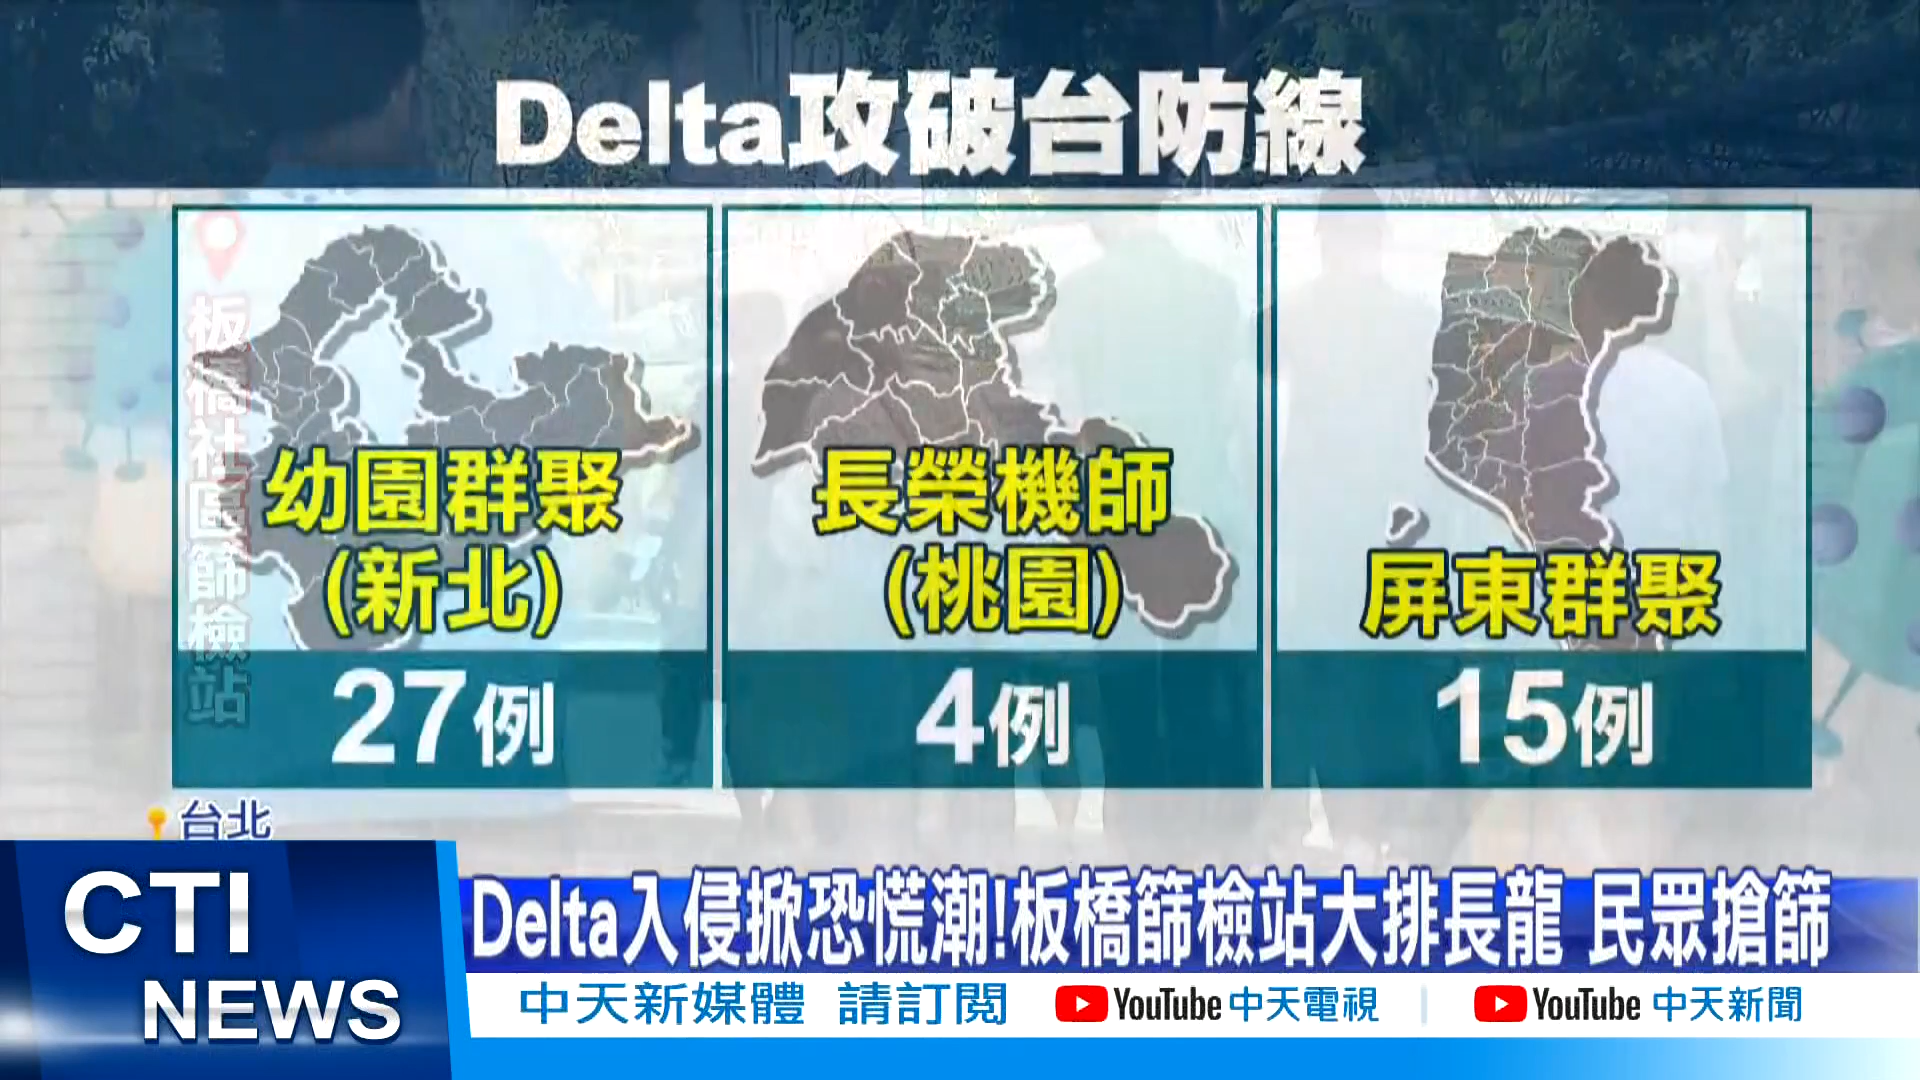 Delta攻破台防線
板橋社區篩檢站
幼園群聚
(新北)
27例
長榮機師
(桃園)
4例
屏東群聚
15例
台北
CTI
NEWS
Delta入侵掀恐慌潮!板橋篩檢站大排長龍 民眾搶篩
中天新媒體 請訂閱 YouTube 中天電視 | YouTube 中天新聞